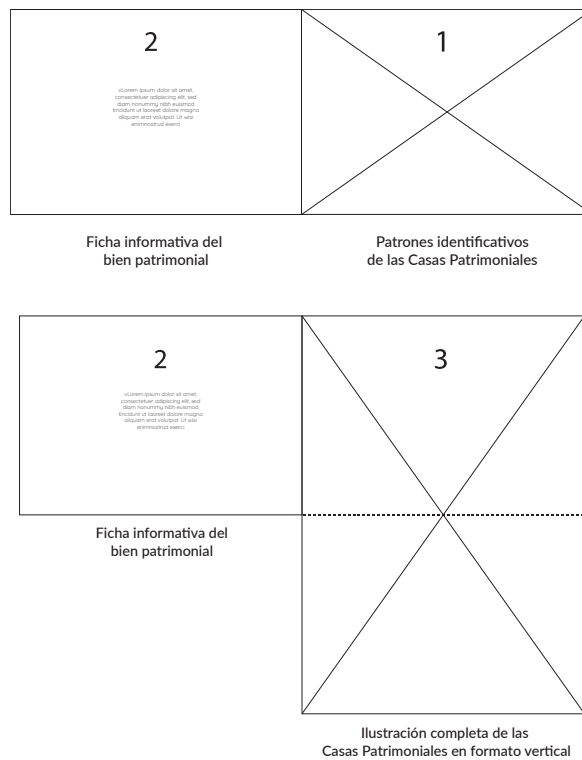 2
vLorem ipsum dolor sit amet,
consectetuer adipiscing elit, sed
diam nonummy nibh euismod
tincidunt ut laoreet dolore magna
aliquam erat volutpat. Ut wisi
enimnostrud exerci
1
Ficha informativa del
bien patrimonial
Patrones identificativos
de las Casas Patrimoniales
2
vLorem ipsum dolor sit amet,
consectetuer adipiscing elit, sed
diam nonummy nibh euismod
tincidunt ut laoreet dolore magna
aliquam erat volutpat. Ut wisi
enimnostrud exerci
3
Ficha informativa del
bien patrimonial
Ilustración completa de las
Casas Patrimoniales en formato vertical